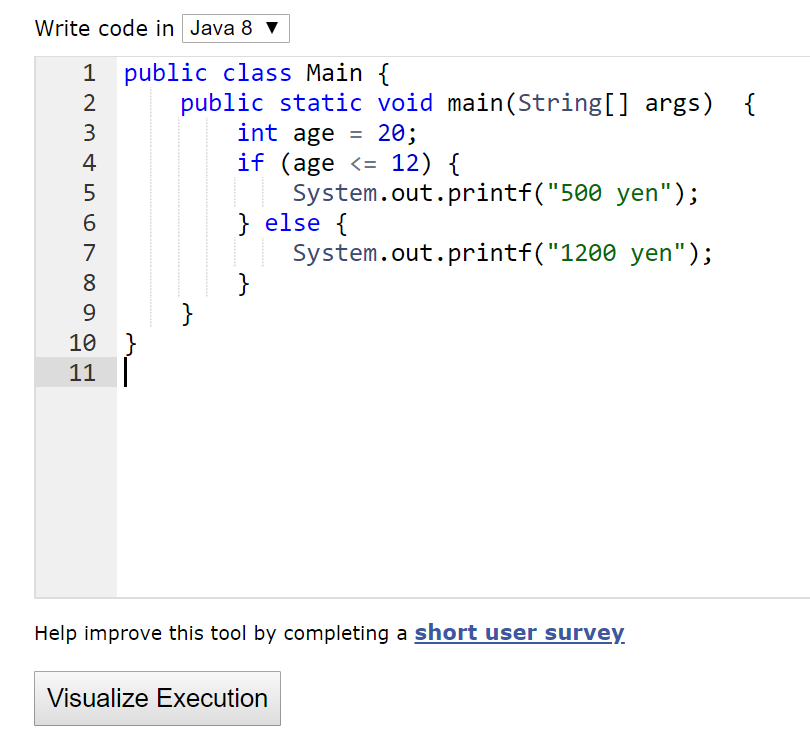 Write code in Java 8 ▼
1 public class Main {
2     public static void main(String[] args)  {
3         int age = 20;
4         if (age <= 12) {
5             System.out.printf("500 yen");
6         } else {
7             System.out.printf("1200 yen");
8         }
9     }
10 }
11
Help improve this tool by completing a short user survey
Visualize Execution